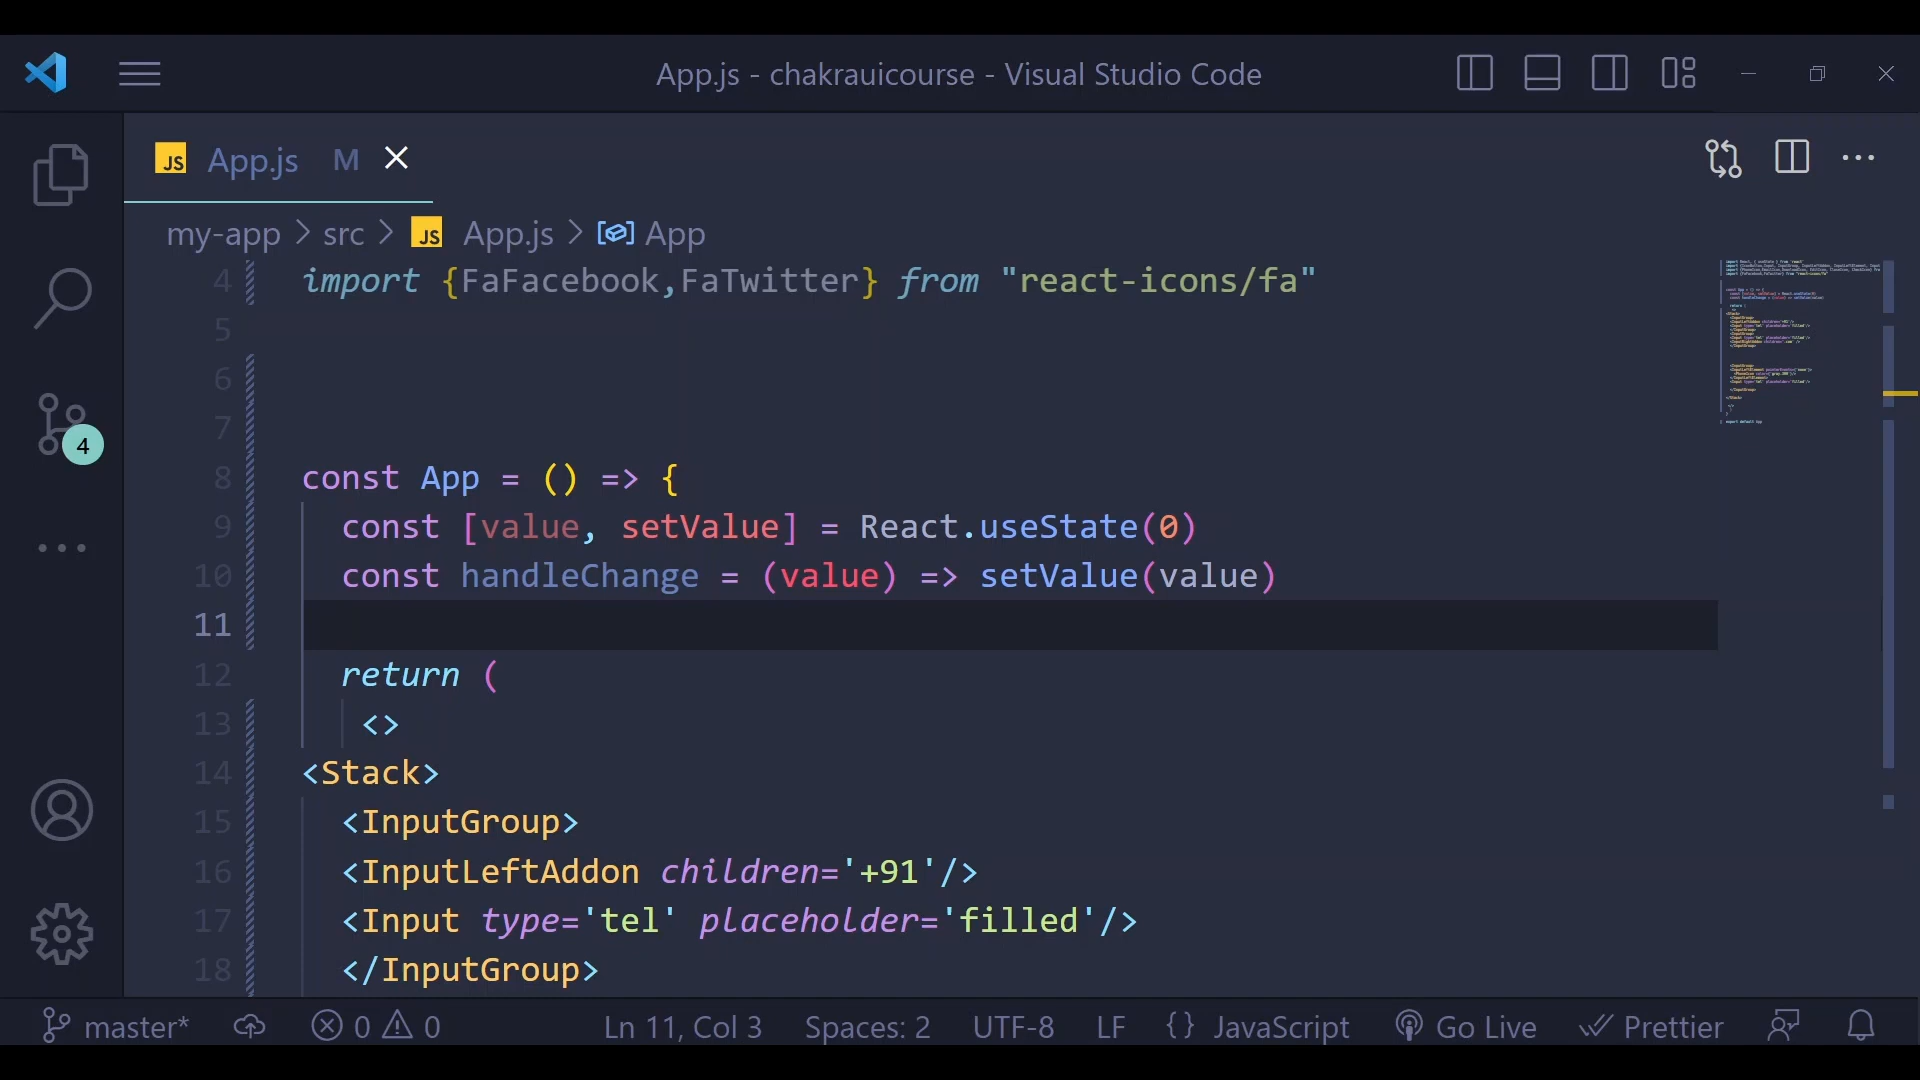 App.js - chakrauicourse - Visual Studio Code
JS App.js M
my-app > src > JS App.js > App
4 import {FaFacebook,FaTwitter} from "react-icons/fa"
5
6
7
8 const App = () => {
9 const [value, setValue] = React.useState(0)
10 const handleChange = (value) => setValue(value)
11
12 return (
13 <>
14 <Stack>
15 <InputGroup>
16 <InputLeftAddon children='+91'/>
17 <Input type='tel' placeholder='filled'/>
18 </InputGroup>
4
master* 0 0 Ln 11, Col 3 Spaces: 2 UTF-8 LF {} JavaScript Go Live Prettier